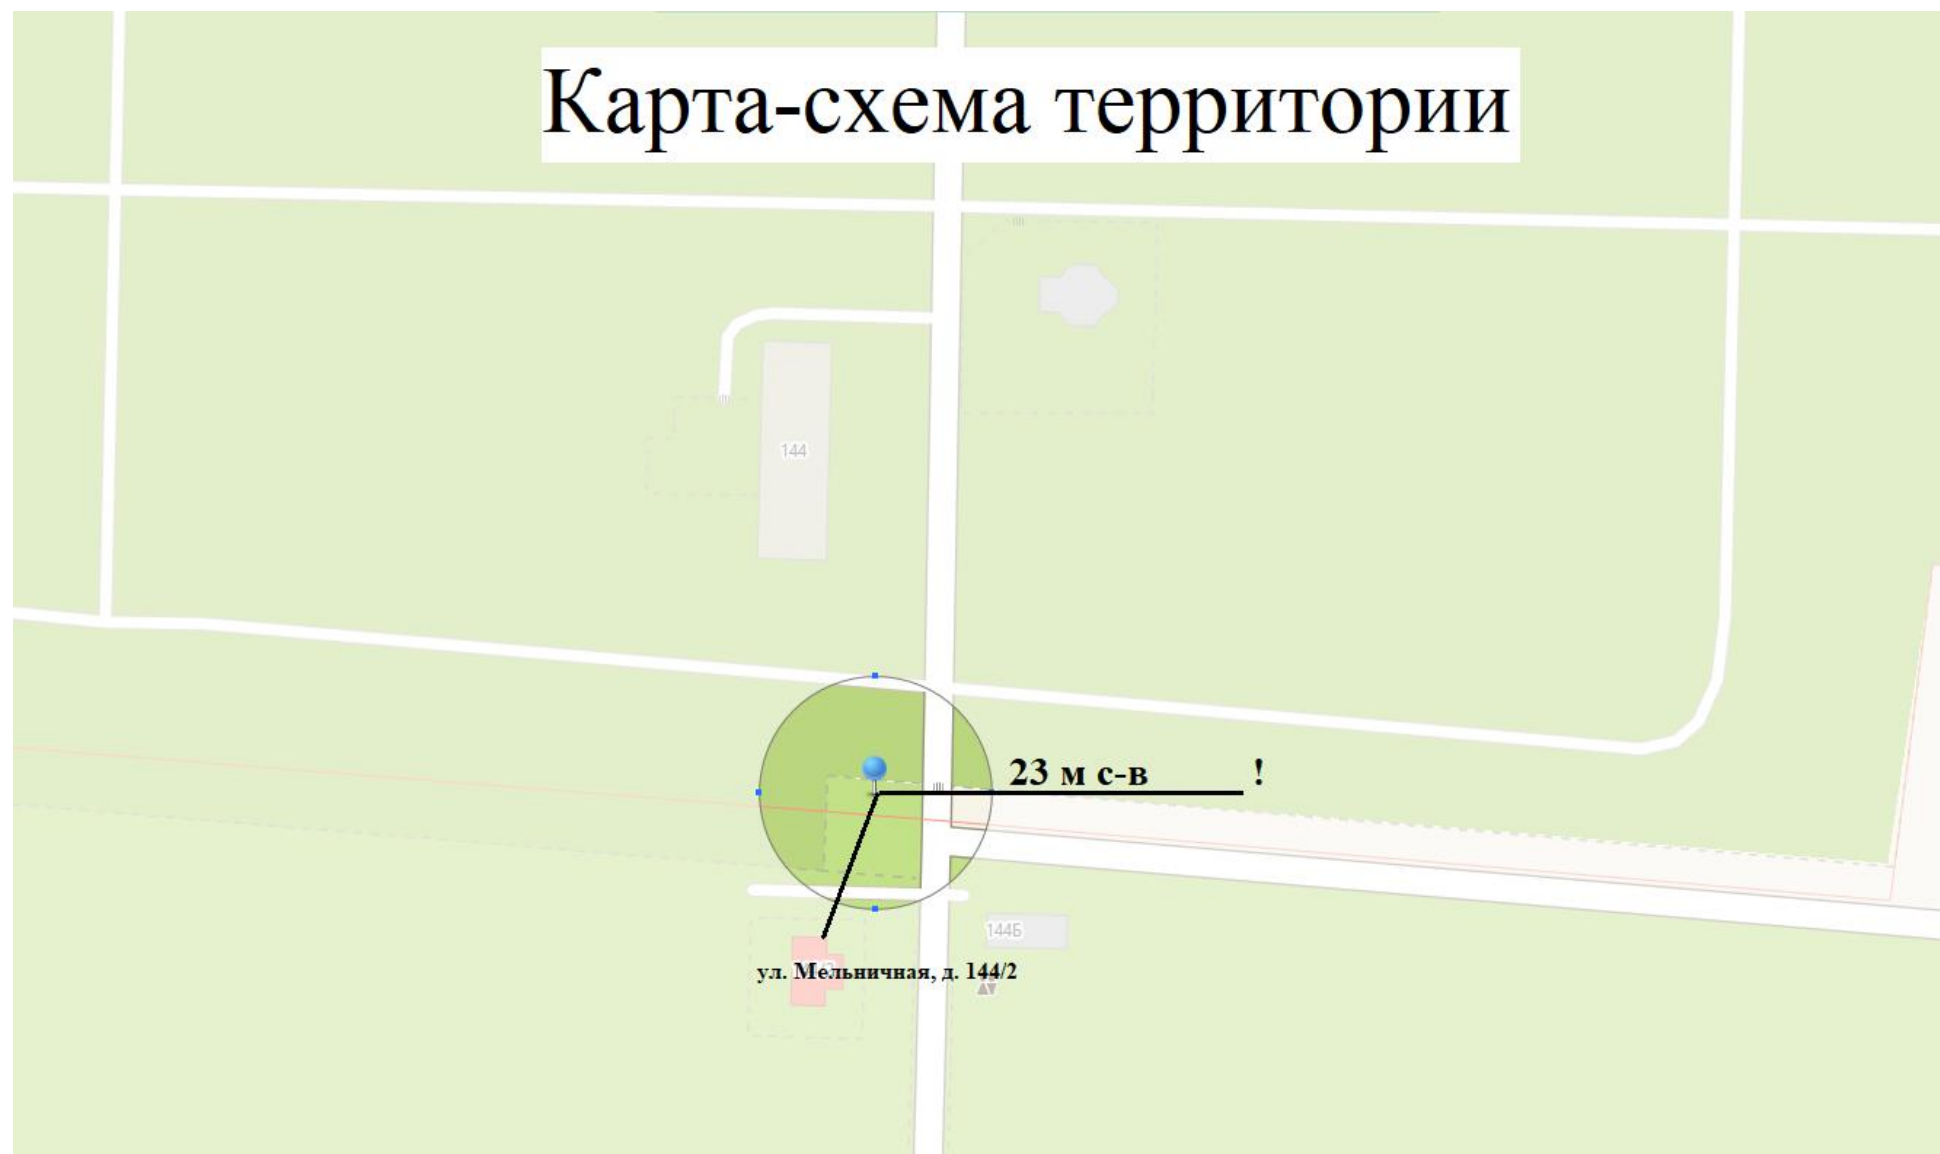 Карта-схема территории
144
23 м с-в !
144Б
ул. Мельничная, д. 144/2